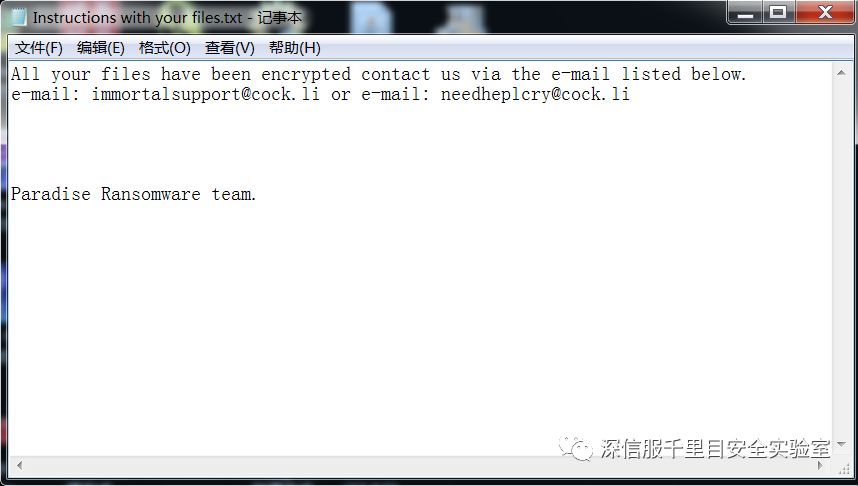 Instructions with your files.txt - 记事本
文件(F) 编辑(E) 格式(O) 查看(V) 帮助(H)
All your files have been encrypted contact us via the e-mail listed below.
e-mail: immortalsupport@cock.li or e-mail: needheplcry@cock.li
Paradise Ransomware team.
深信服千里目安全实验室